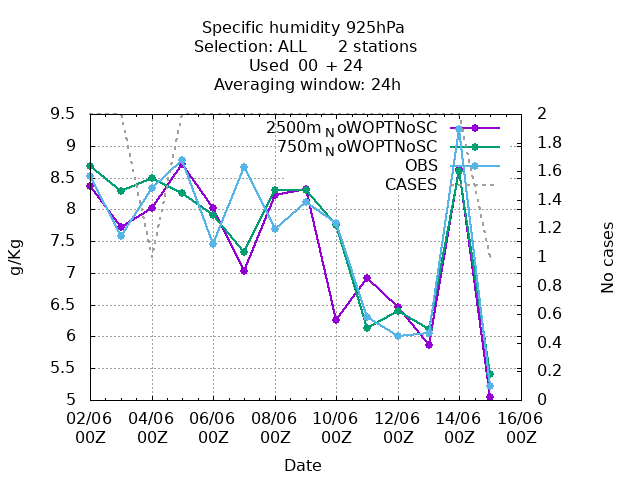 Specific humidity 925hPa
Selection: ALL 2 stations
Used 00 + 24
Averaging window: 24h
2500m NoWOPTNoSC
750m NoWOPTNoSC
OBS
CASES
9.5
9
8.5
8
7.5
7
6.5
6
5.5
5
2
1.8
1.6
1.4
1.2
1
0.8
0.6
0.4
0.2
0
g/Kg
No cases
02/06 04/06 06/06 08/06 10/06 12/06 14/06 16/06
00Z 00Z 00Z 00Z 00Z 00Z 00Z 00Z
Date